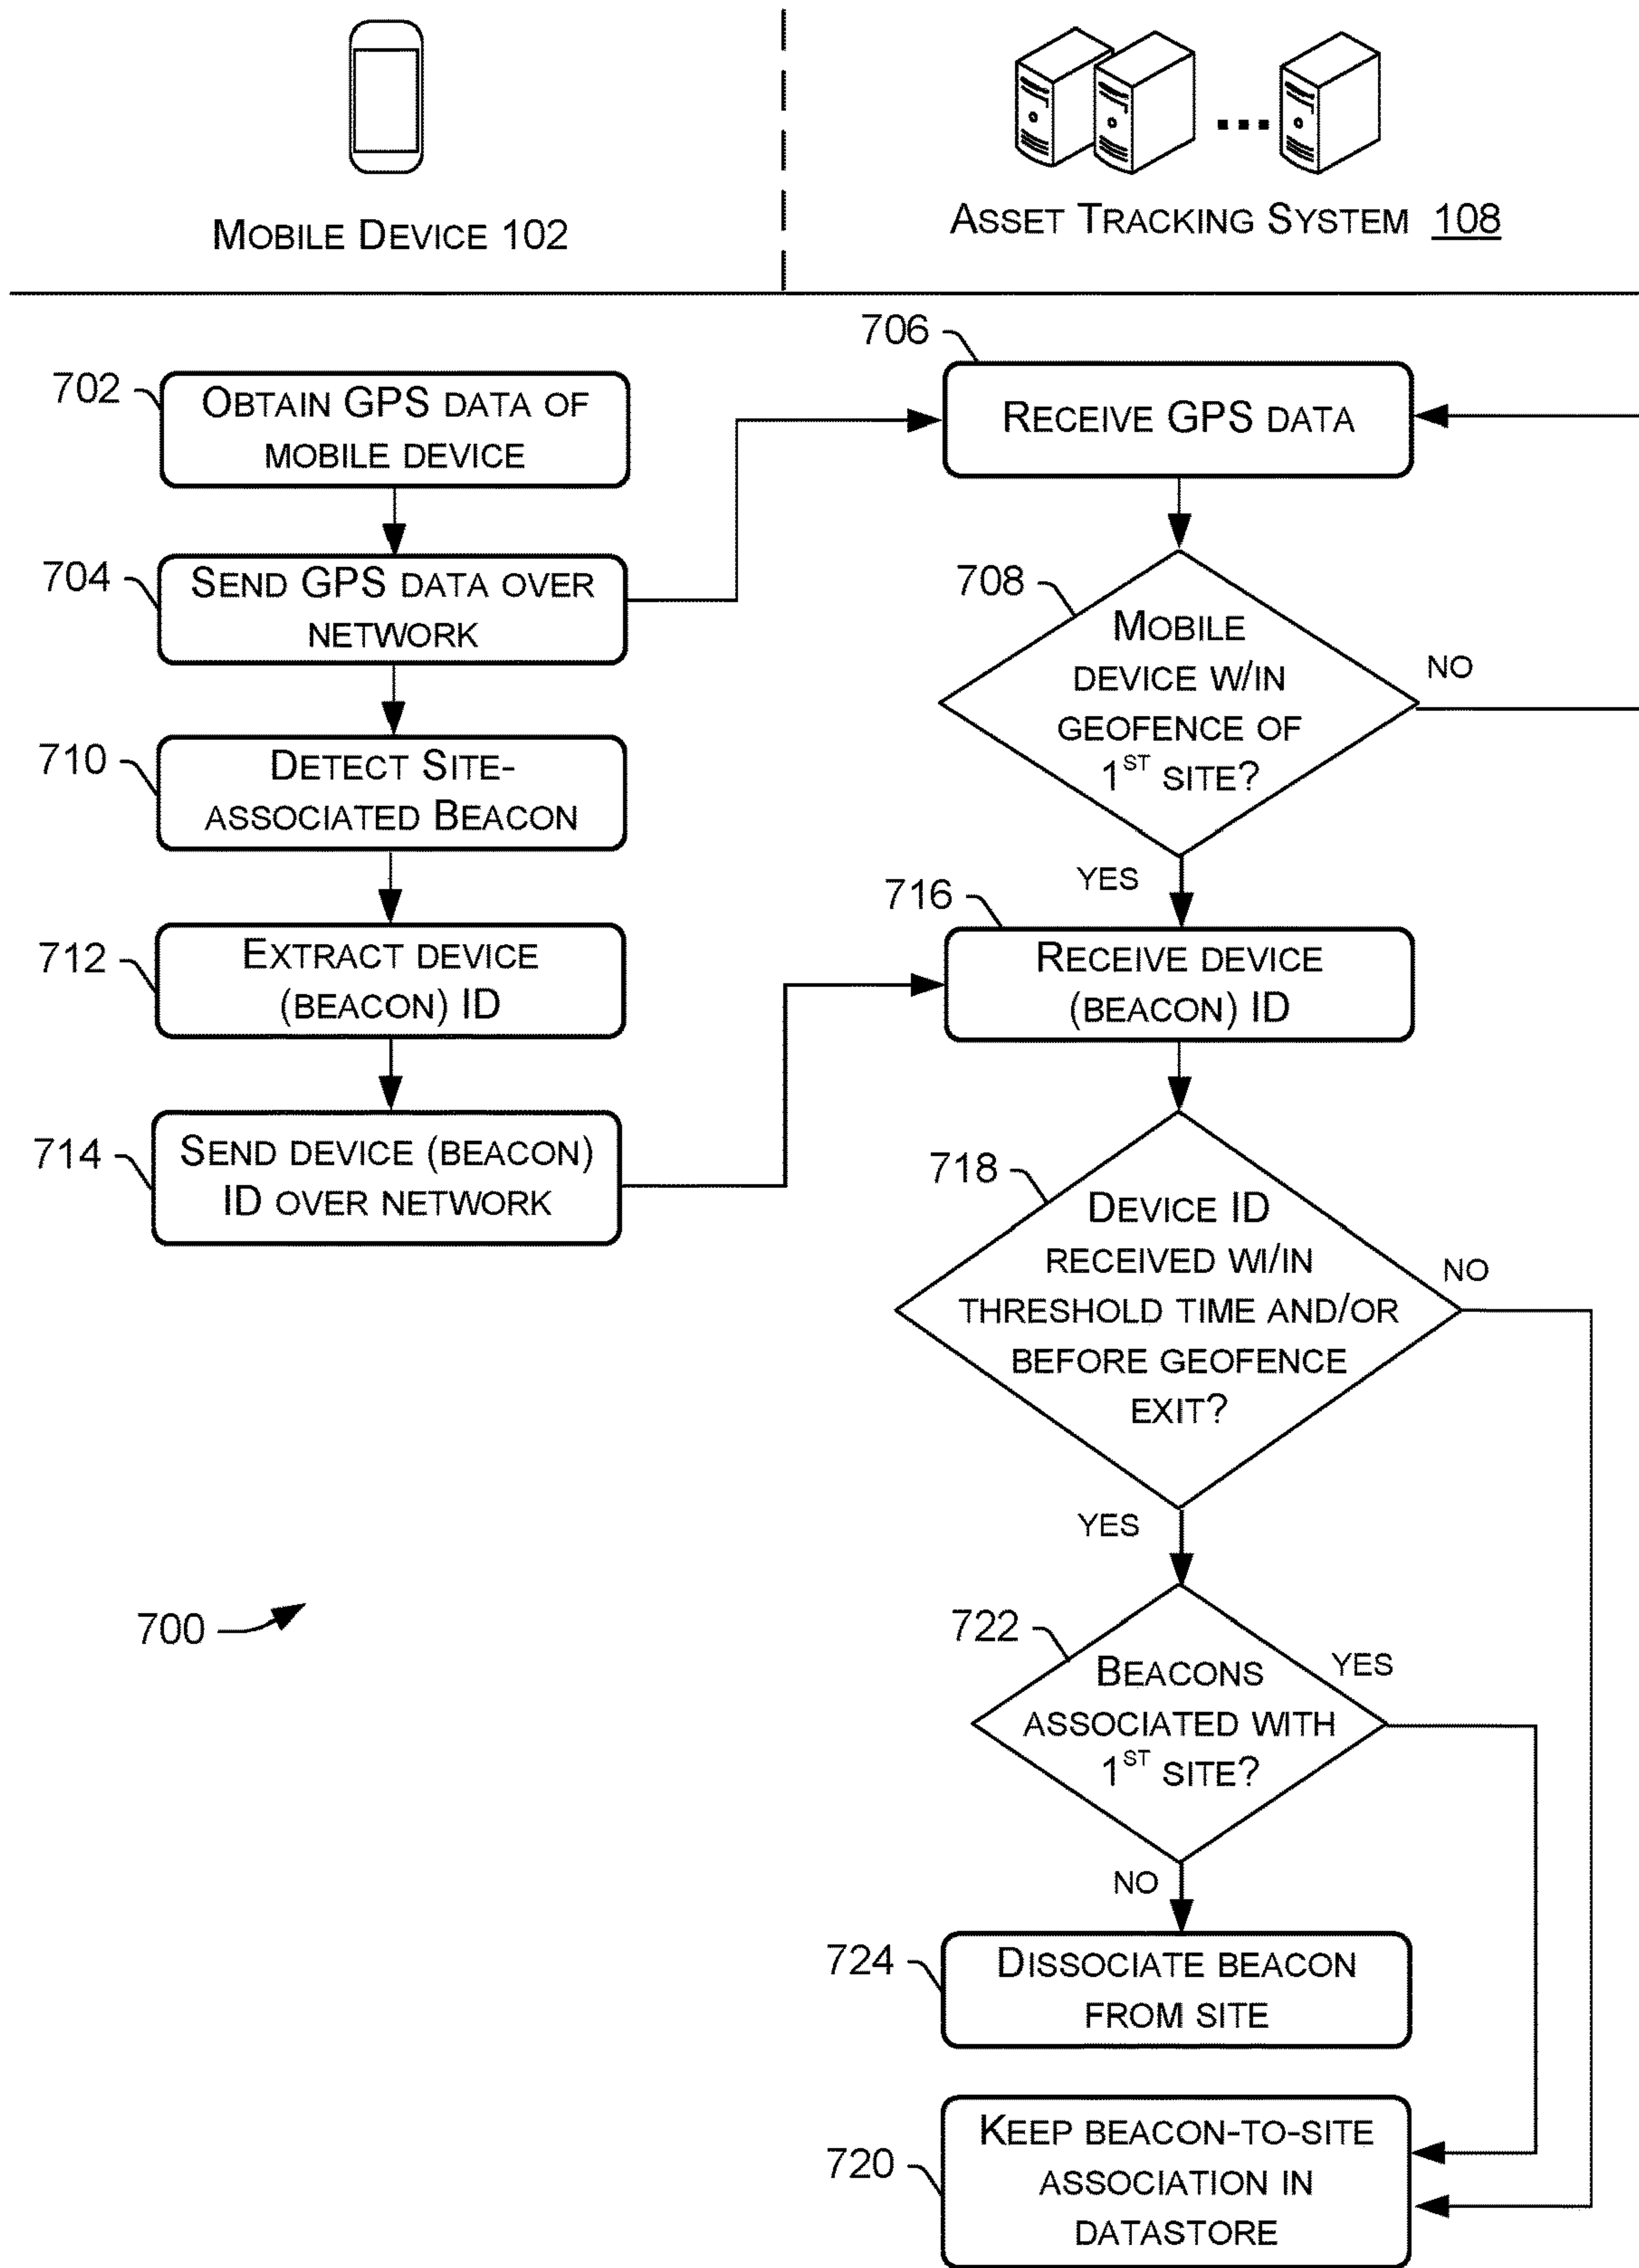 MOBILE DEVICE 102
ASSET TRACKING SYSTEM 108
702
OBTAIN GPS DATA OF
MOBILE DEVICE
704
SEND GPS DATA OVER
NETWORK
710
DETECT SITE-
ASSOCIATED BEACON
712
EXTRACT DEVICE
(BEACON) ID
714
SEND DEVICE (BEACON)
ID OVER NETWORK
700
706
RECEIVE GPS DATA
708
MOBILE
DEVICE W/IN
GEOFENCE OF
1ST SITE?
NO
YES
716
RECEIVE DEVICE
(BEACON) ID
718
DEVICE ID
RECEIVED WI/IN
THRESHOLD TIME AND/OR
BEFORE GEOFENCE
EXIT?
NO
YES
722
BEACONS
ASSOCIATED WITH
1ST SITE?
YES
NO
724
DISSOCIATE BEACON
FROM SITE
720
KEEP BEACON-TO-SITE
ASSOCIATION IN
DATASTORE